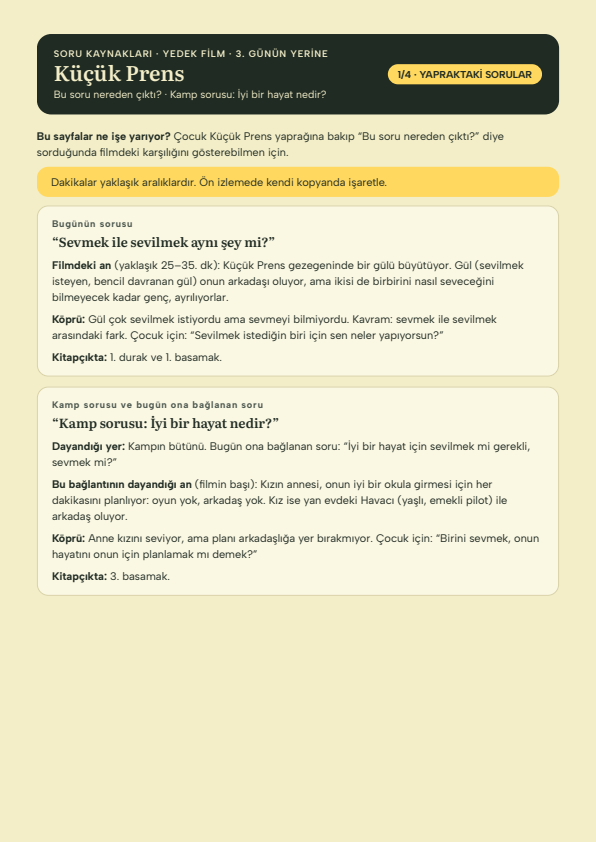 SORU KAYNAKLARI · YEDEK FİLM · 3. GÜNÜN YERİNE
Küçük Prens
Bu soru nereden çıktı? · Kamp sorusu: İyi bir hayat nedir?
1/4 · YAPRAKTAKİ SORULAR
Bu sayfalar ne işe yarıyor? Çocuk Küçük Prens yaprağına bakıp “Bu soru nereden çıktı?” diye
sorduğunda filmdeki karşılığını gösterebilmen için.
Dakikalar yaklaşık aralıklardır. Ön izlemede kendi kopyanda işaretle.
Bugünün sorusu
“Sevmek ile sevilmek aynı şey mi?”
Filmdeki an (yaklaşık 25–35. dk): Küçük Prens gezegeninde bir gülü büyütüyor. Gül (sevilmek
isteyen, bencil davranan gül) onun arkadaşı oluyor, ama ikisi de birbirini nasıl seveceğini
bilmeyecek kadar genç, ayrılıyorlar.
Köprü: Gül çok sevilmek istiyordu ama sevmeyi bilmiyordu. Kavram: sevmek ile sevilmek
arasındaki fark. Çocuk için: “Sevilmek istediğin biri için sen neler yapıyorsun?”
Kitapçıkta: 1. durak ve 1. basamak.
Kamp sorusu ve bugün ona bağlanan soru
“Kamp sorusu: İyi bir hayat nedir?”
Dayandığı yer: Kampın bütünü. Bugün ona bağlanan soru: “İyi bir hayat için sevilmek mi gerekli,
sevmek mi?”
Bu bağlantının dayandığı an (filmin başı): Kızın annesi, onun iyi bir okula girmesi için her
dakikasını planlıyor: oyun yok, arkadaş yok. Kız ise yan evdeki Havacı (yaşlı, emekli pilot) ile
arkadaş oluyor.
Köprü: Anne kızını seviyor, ama planı arkadaşlığa yer bırakmıyor. Çocuk için: “Birini sevmek, onun
hayatını onun için planlamak mı demek?”
Kitapçıkta: 3. basamak.